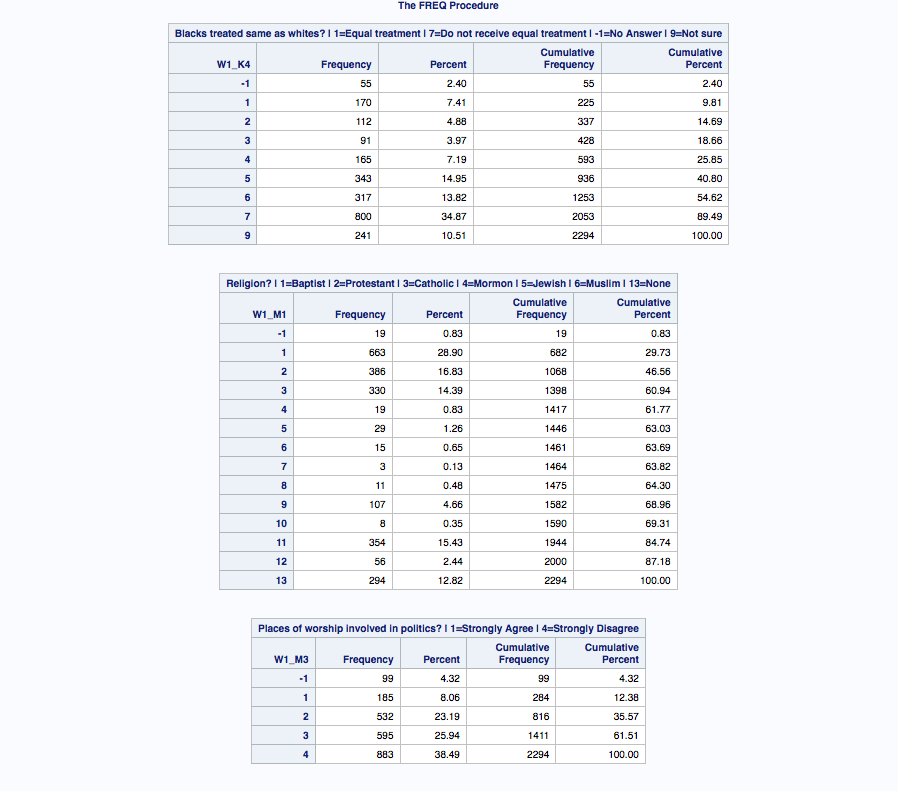 The FREQ Procedure
Blacks treated same as whites? | 1=Equal treatment | 7=Do not receive equal treatment | -1=No Answer | 9=Not sure
W1_K4 Frequency Percent Cumulative Frequency Cumulative Percent
-1 55 2.40 55 2.40
1 170 7.41 225 9.81
2 112 4.88 337 14.69
3 91 3.97 428 18.66
4 165 7.19 593 25.85
5 343 14.95 936 40.80
6 317 13.82 1253 54.62
7 800 34.87 2053 89.49
9 241 10.51 2294 100.00
Religion? | 1=Baptist | 2=Protestant | 3=Catholic | 4=Mormon | 5=Jewish | 6=Muslim | 13=None
W1_M1 Frequency Percent Cumulative Frequency Cumulative Percent
-1 19 0.83 19 0.83
1 663 28.90 682 29.73
2 386 16.83 1068 46.56
3 330 14.39 1398 60.94
4 19 0.83 1417 61.77
5 29 1.26 1446 63.03
6 15 0.65 1461 63.69
7 3 0.13 1464 63.82
8 11 0.48 1475 64.30
9 107 4.66 1582 68.96
10 8 0.35 1590 69.31
11 354 15.43 1944 84.74
12 56 2.44 2000 87.18
13 294 12.82 2294 100.00
Places of worship involved in politics? | 1=Strongly Agree | 4=Strongly Disagree
W1_M3 Frequency Percent Cumulative Frequency Cumulative Percent
-1 99 4.32 99 4.32
1 185 8.06 284 12.38
2 532 23.19 816 35.57
3 595 25.94 1411 61.51
4 883 38.49 2294 100.00